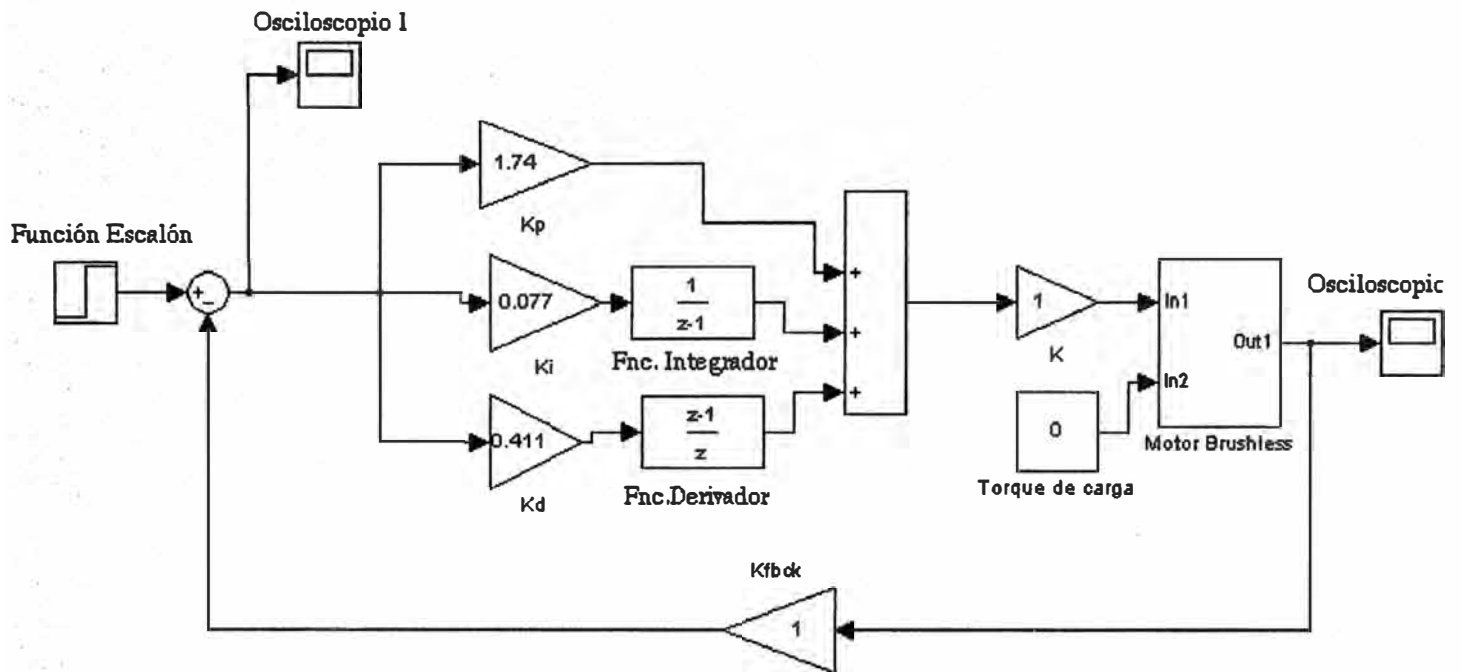 Osciloscopio 1
1.74
Kp
Función Escalón
+
-
0.077
Ki
1
z-1
Fnc. Integrador
0.411
Kd
z-1
z
Fnc.Derivador
+
+
+
1
K
In1
In2
Out1
Motor Brushless
0
Torque de carga
Osciloscopic
Kfbck
1